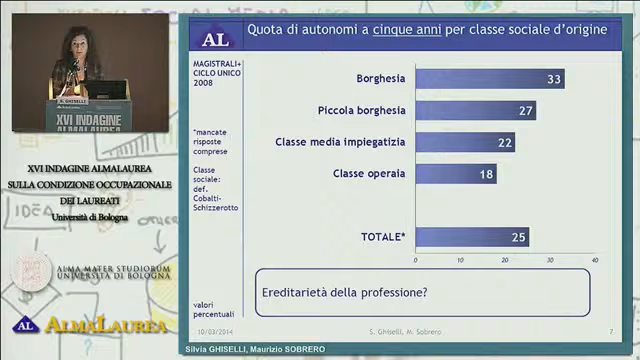 S. GHISELLI
XVI INDAGINE
ALMALAUREA
XVI INDAGINE ALMALAUREA
SULLA CONDIZIONE OCCUPAZIONALE
DEI LAUREATI
Università di Bologna
ALMA MATER STUDIORUM
UNIVERSITÀ DI BOLOGNA
AL ALMALAUREA
AL
Quota di autonomi a cinque anni per classe sociale d'origine
MAGISTRALI+
CICLO UNICO
2008
*mancate
risposte
comprese
Classe
sociale:
def.
Cobalti-
Schizzerotto
valori
percentuali
Borghesia 33
Piccola borghesia 27
Classe media impiegatizia 22
Classe operaia 18
TOTALE* 25
0 10 20 30 40
Ereditarietà della professione?
10/03/2014 S. Ghiselli, M. Sobrero 7
Silvia GHISELLI, Maurizio SOBRERO
IDEA